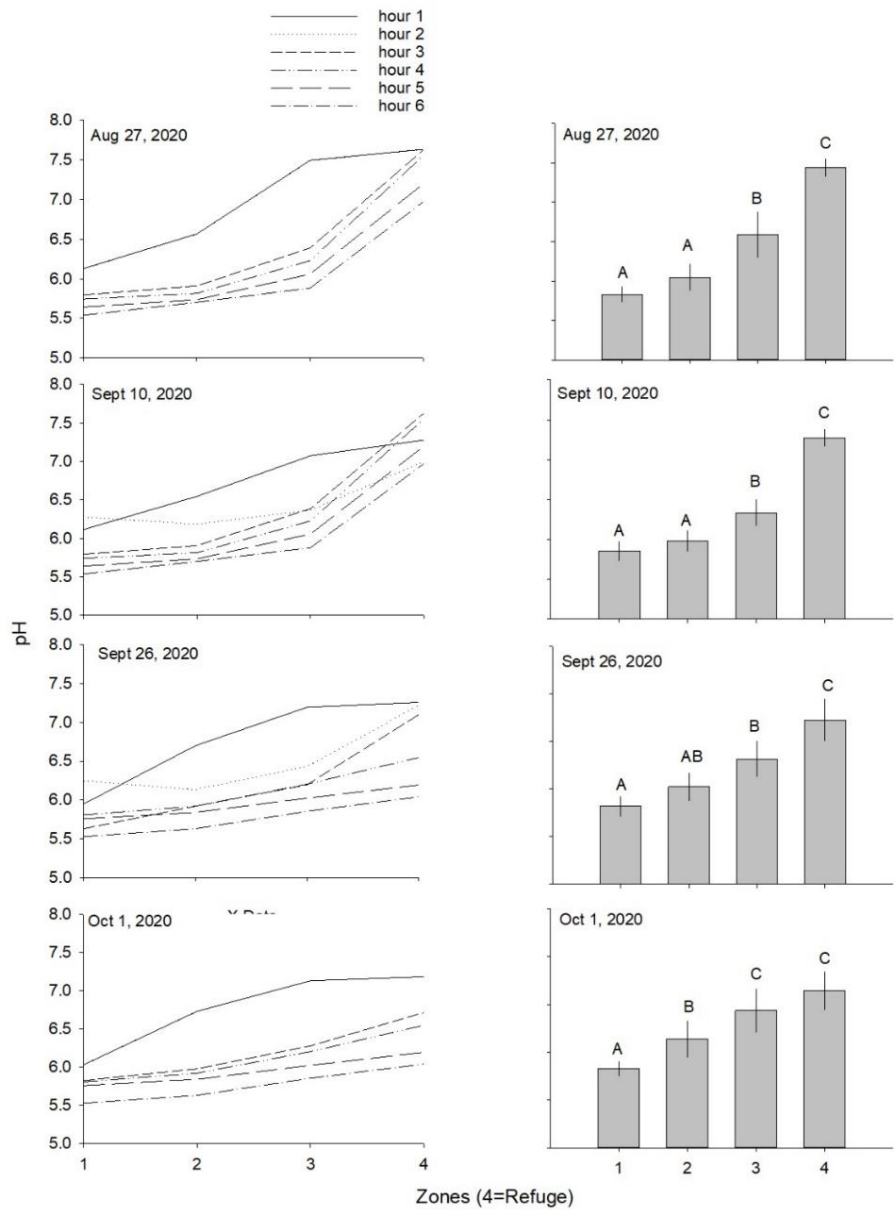 hour 1
hour 2
hour 3
hour 4
hour 5
hour 6
Aug 27, 2020
8.0
7.5
7.0
6.5
6.0
5.5
5.0
Aug 27, 2020
A
A
B
C
Sept 10, 2020
8.0
7.5
7.0
6.5
6.0
5.5
5.0
Sept 10, 2020
A
A
B
C
pH
Sept 26, 2020
8.0
7.5
7.0
6.5
6.0
5.5
5.0
Sept 26, 2020
A
AB
B
C
Oct 1, 2020
8.0
7.5
7.0
6.5
6.0
5.5
5.0
1 2 3 4
Oct 1, 2020
A
B
C
C
1 2 3 4
Zones (4=Refuge)